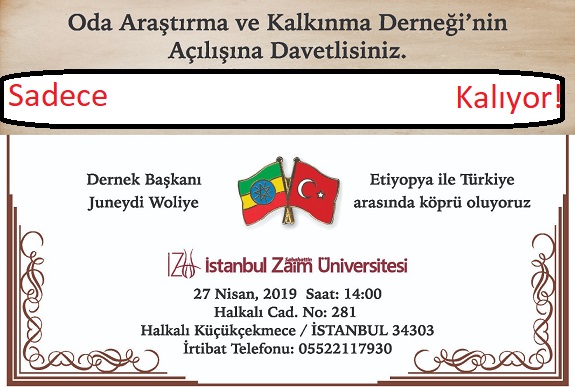 Oda Araştırma ve Kalkınma Derneği’nin
Açılışına Davetlisiniz.
Sadece Kalıyor!
Dernek Başkanı
Juneydi Woliye
Etiyopya ile Türkiye
arasında köprü oluyoruz
İZÜ İstanbul Sabahattin Zaim Üniversitesi
27 Nisan, 2019 Saat: 14:00
Halkalı Cad. No: 281
Halkalı Küçükçekmece / İSTANBUL 34303
İrtibat Telefonu: 05522117930